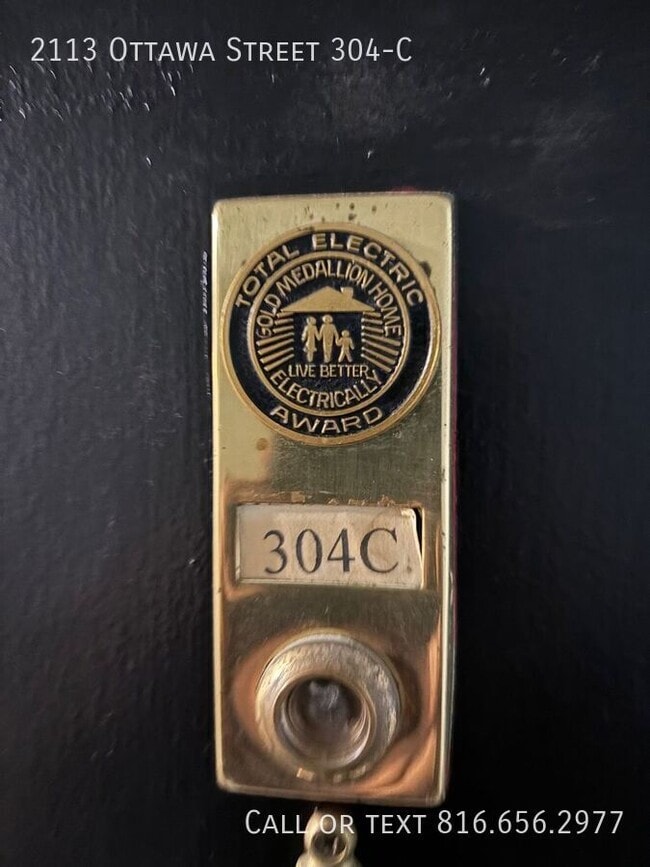 2113 Ottawa Street 304-C
TOTAL ELECTRIC
GOLD MEDALLION HOME
LIVE BETTER
ELECTRICALLY
AWARD
304C
Call or text 816.656.2977